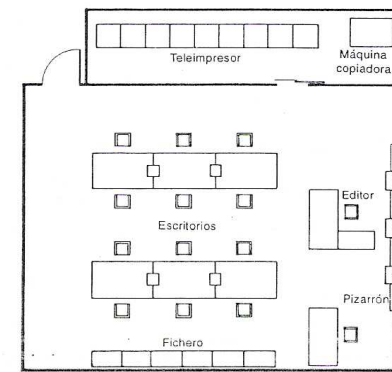 Teleimpresor
Máquina
copiadora
Editor
Escritorios
Pizarrón
Fichero